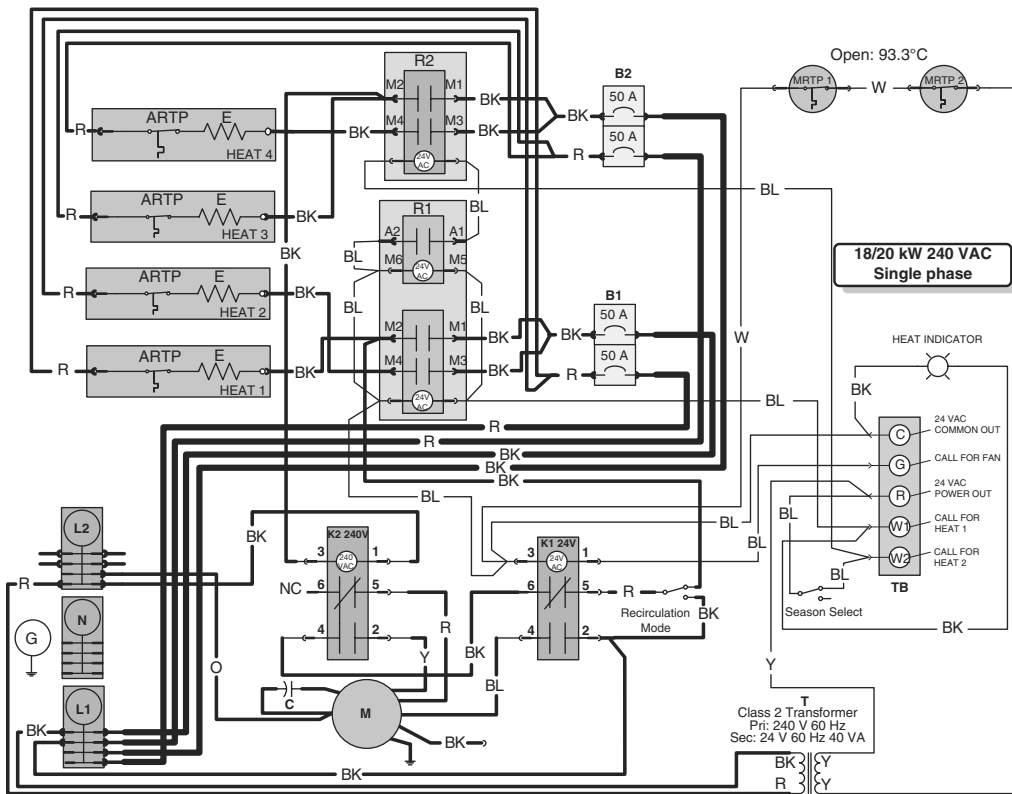 R2
M2
M1
M4
M3
24V
AC
BK
BK
BK
B2
50 A
50 A
BK
R
Open: 93.3°C
MRTP 1
W
MRTP 2
R
ARTP
E
HEAT 4
BK
R
ARTP
E
HEAT 3
BK
R
ARTP
E
HEAT 2
BK
R
ARTP
E
HEAT 1
BK
BK
R1
A2
A1
M6
M5
24V
AC
M2
M1
M4
M3
24V
AC
BL
BL
BL
BL
BL
BK
BK
B1
50 A
50 A
BK
R
BL
W
BL
18/20 kW 240 VAC
Single phase
HEAT INDICATOR
BK
C
24 VAC
COMMON OUT
G
CALL FOR FAN
R
24 VAC
POWER OUT
W1
CALL FOR
HEAT 1
W2
CALL FOR
HEAT 2
TB
BL
BL
Season Select
BK
R
R
BK
BK
BK
BL
BL
BL
L2
R
BK
N
G
L1
BK
O
K2 240V
3
1
240
VAC
NC
6
5
4
2
R
Y
BK
BL
K1 24V
3
1
24V
AC
6
5
4
2
R
Recirculation
Mode
BK
C
M
BK
BK
Y
T
Class 2 Transformer
Pri: 240 V 60 Hz
Sec: 24 V 60 Hz 40 VA
BK
Y
R
Y